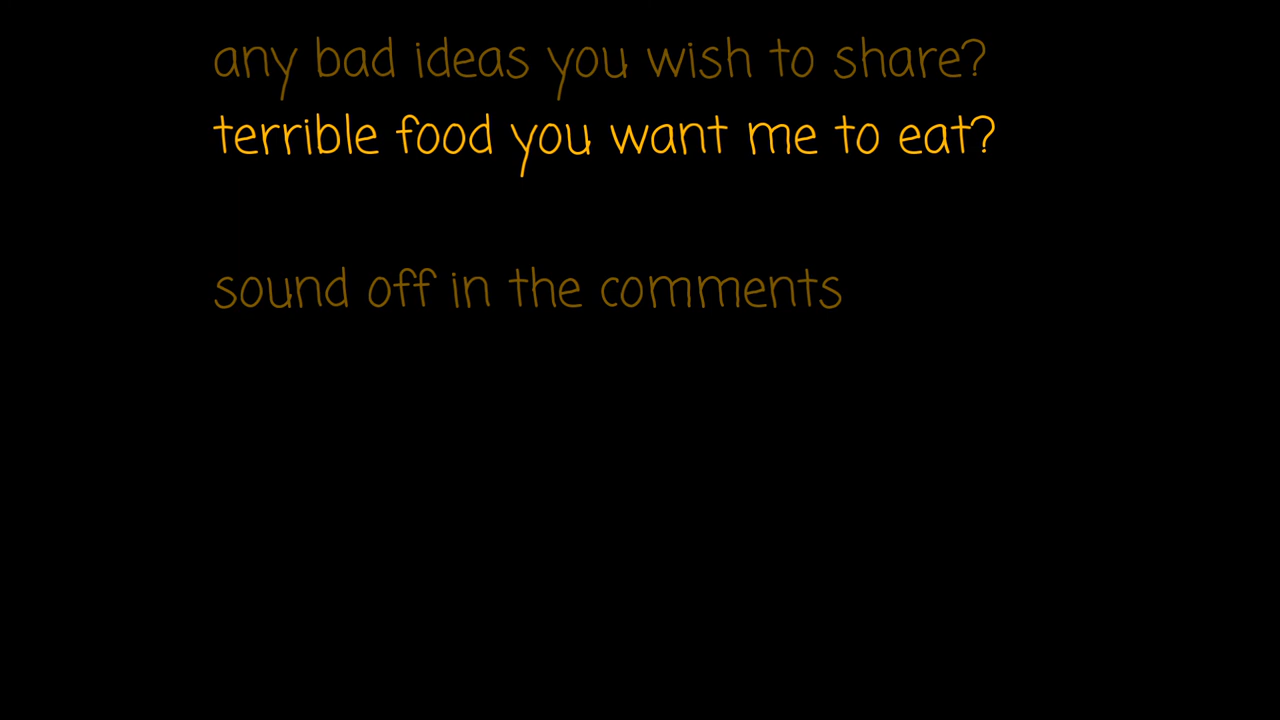 any bad ideas you wish to share?
terrible food you want me to eat?
sound off in the comments